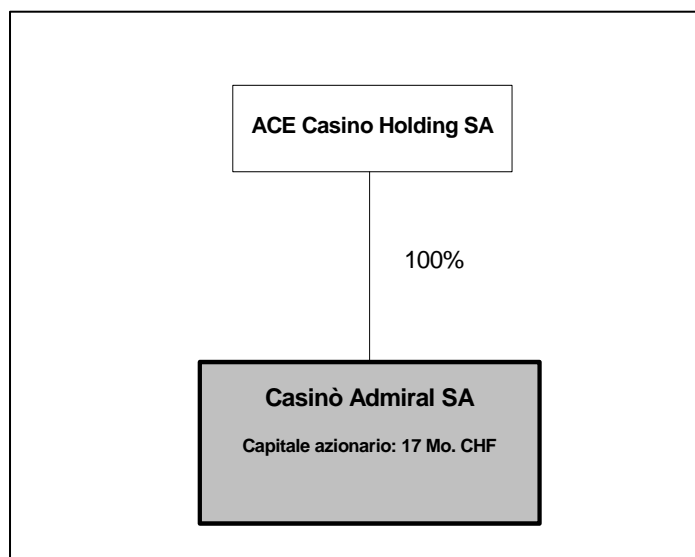 ACE Casino Holding SA
100%
Casinò Admiral SA
Capitale azionario: 17 Mo. CHF